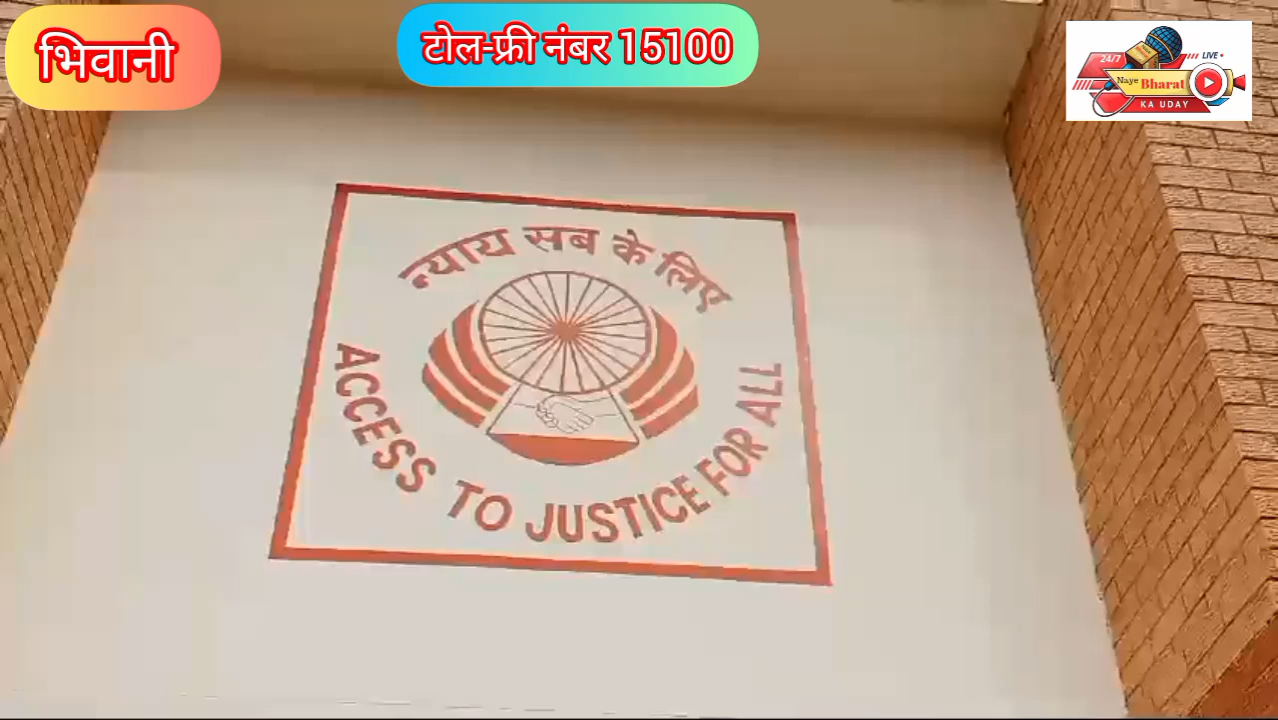 भिवानी
टोल-फ्री नंबर 15100
24/7
LIVE
Naye Bharat
KA UDAY
न्याय सब के लिए
ACCESS TO JUSTICE FOR ALL